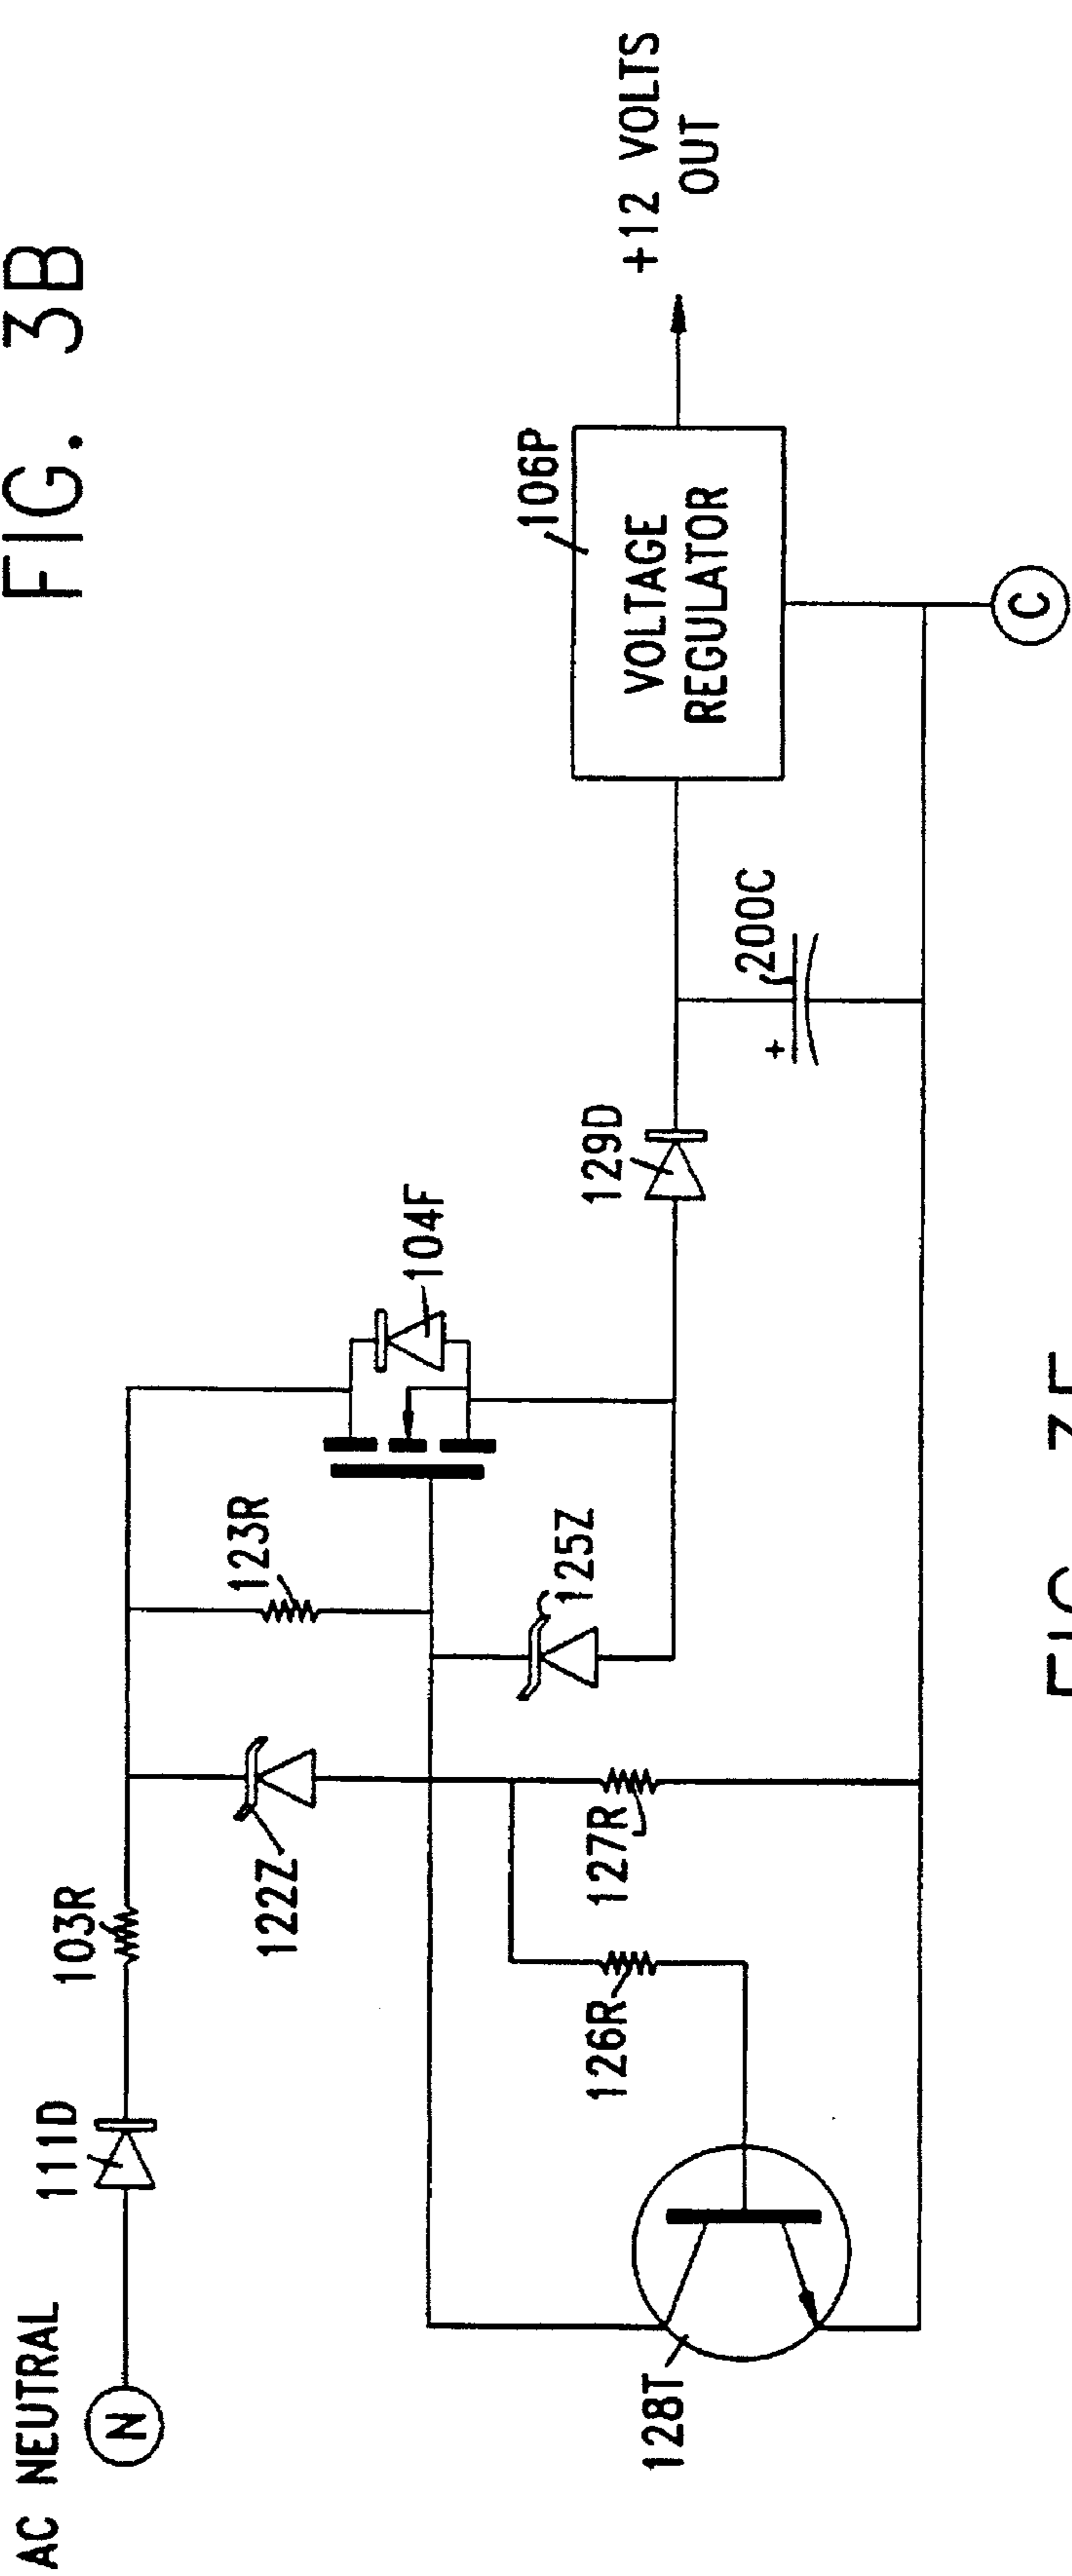 FIG. 3B
AC NEUTRAL
N
111D
103R
122Z
123R
104F
125Z
126R
127R
128T
129D
200C
+
106P
VOLTAGE
REGULATOR
+12 VOLTS
OUT
C